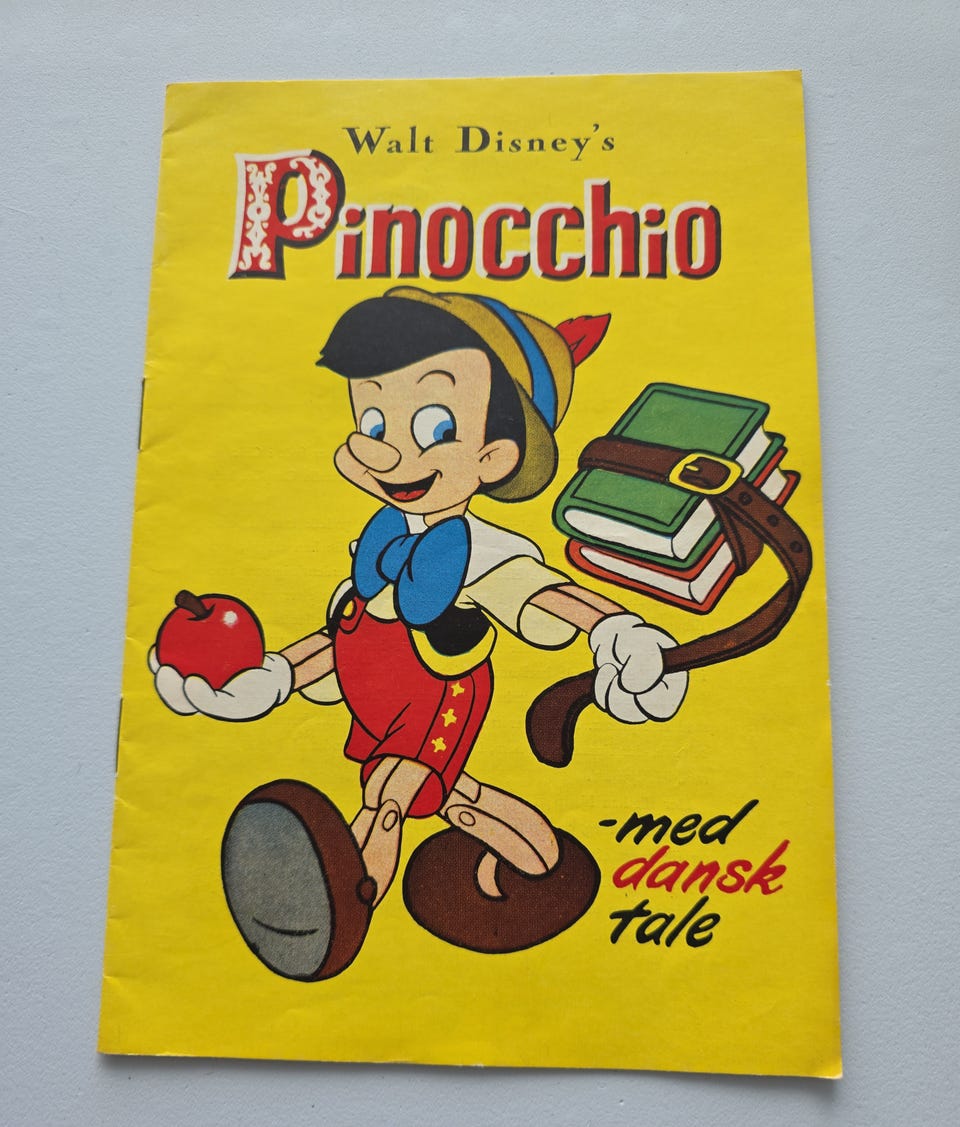 Walt Disney's
Pinocchio
-med
dansk
tale